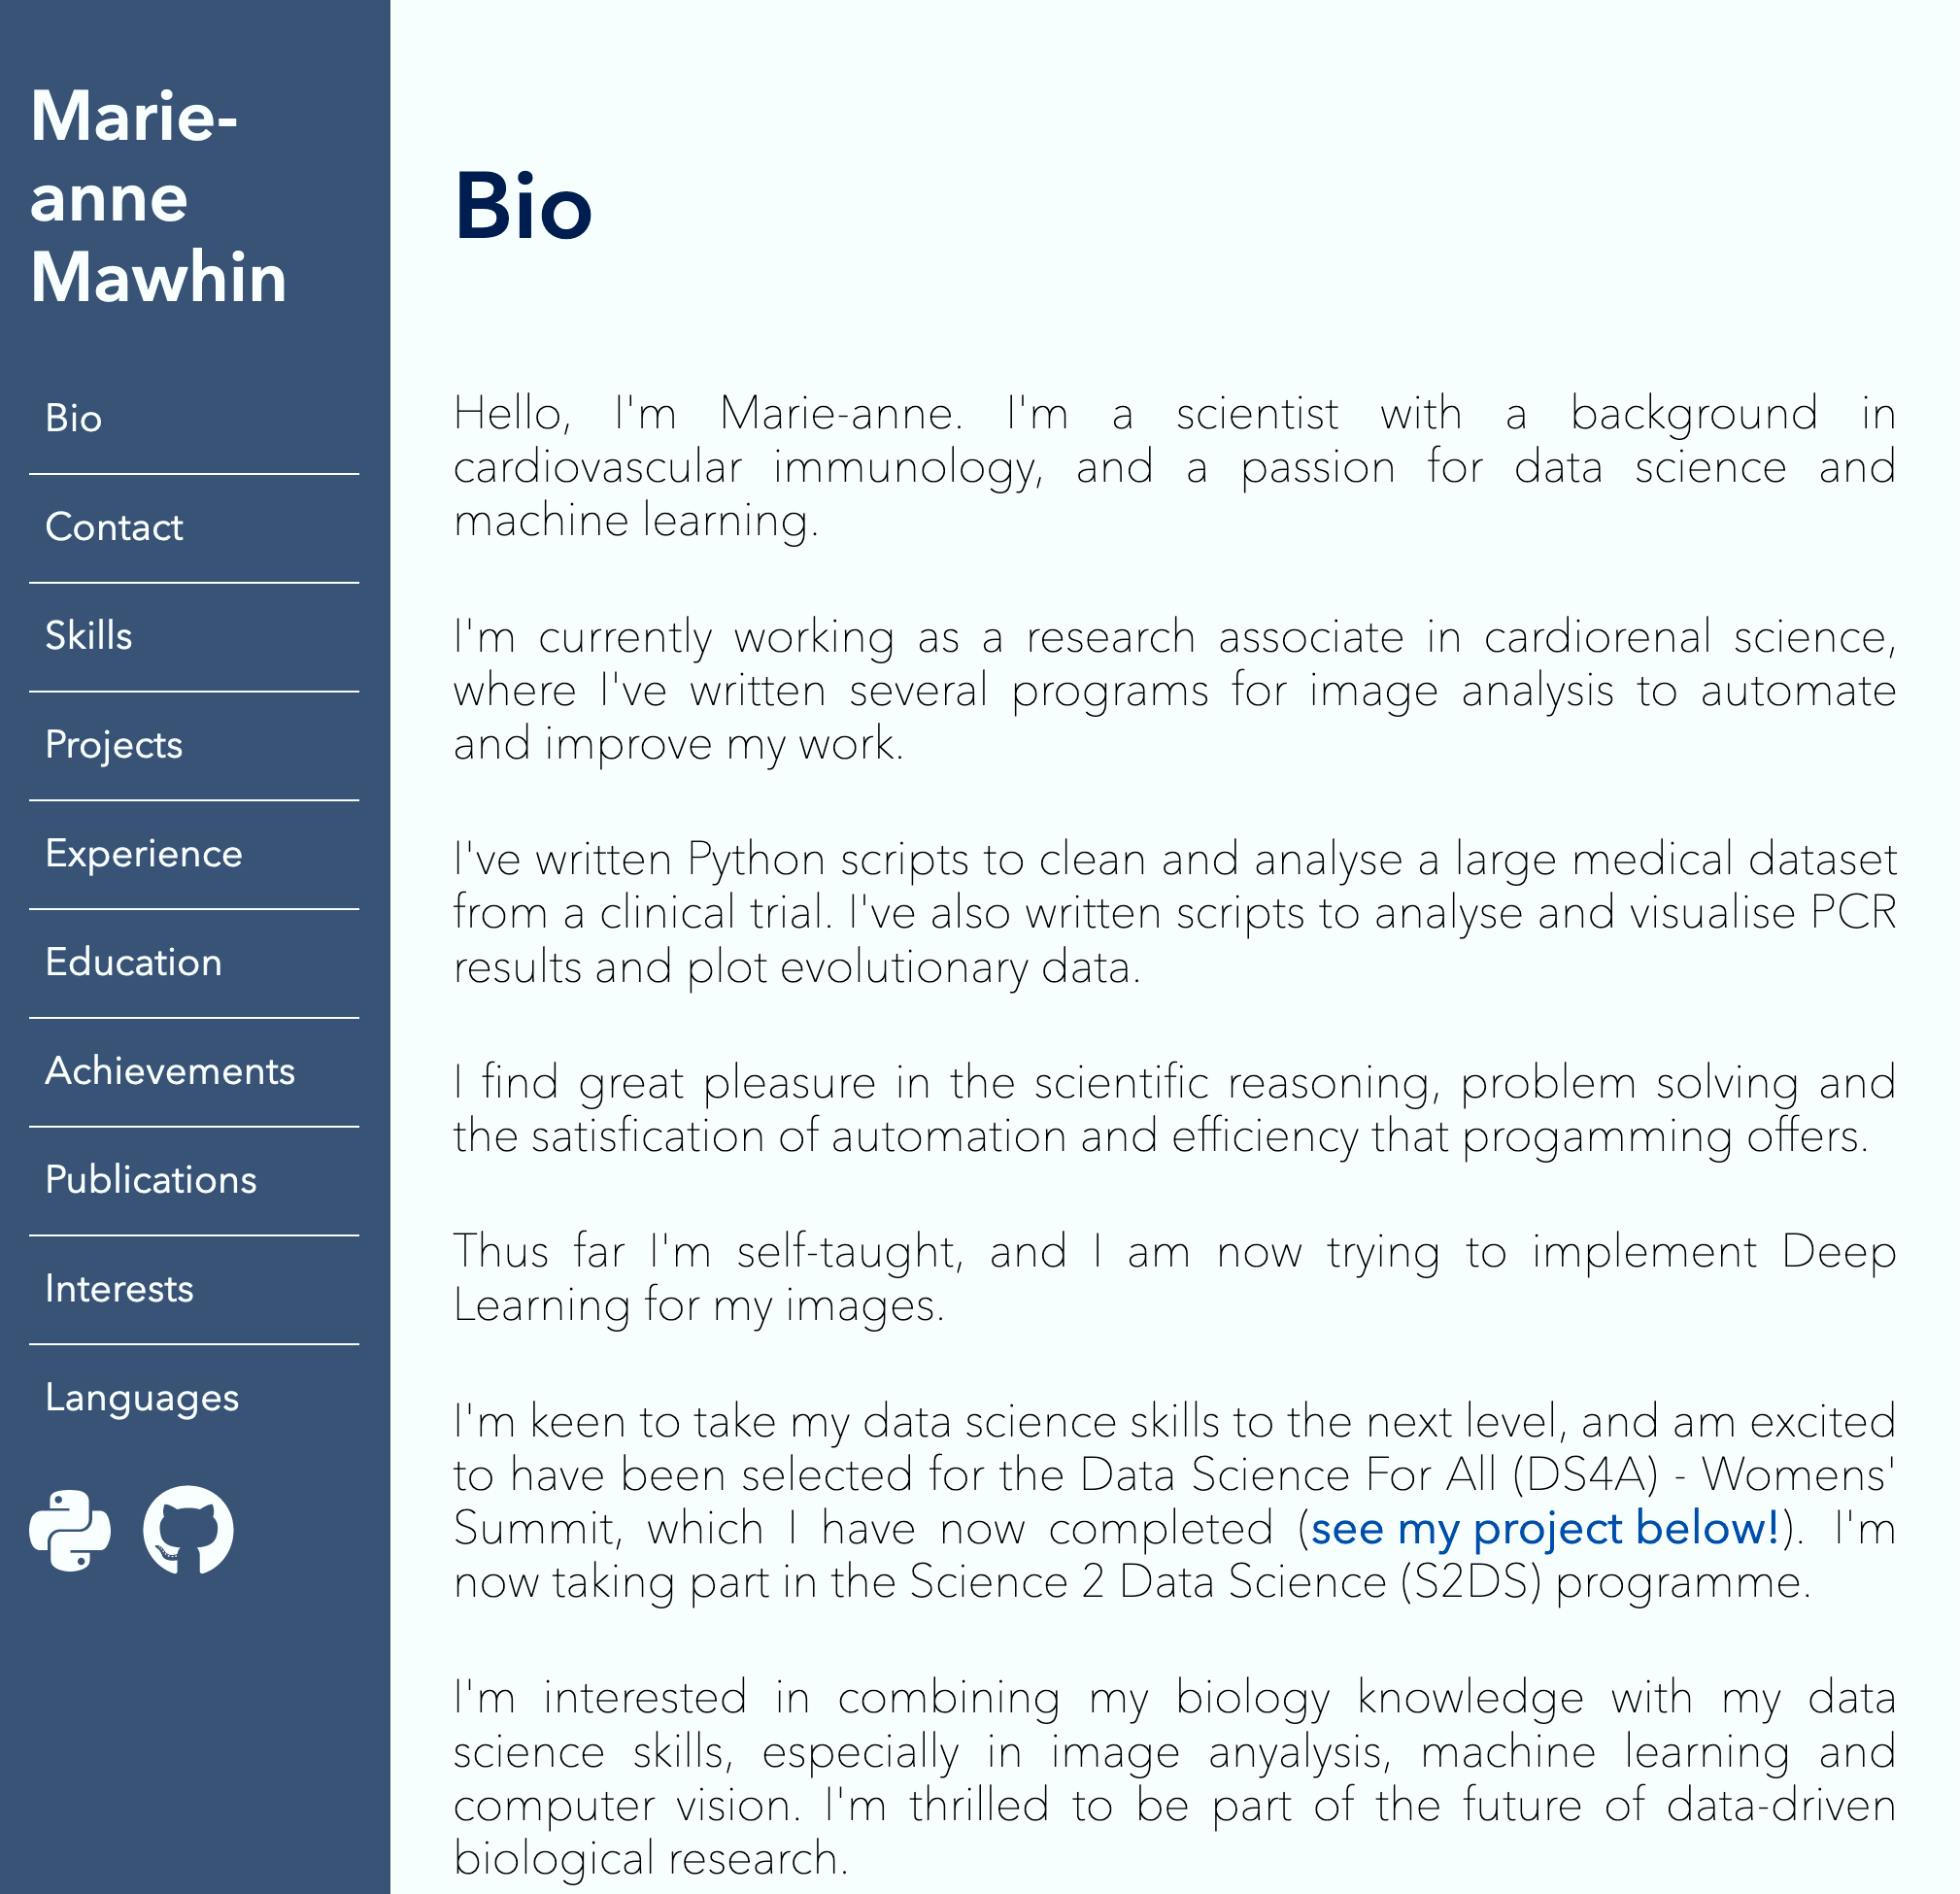 Marie-
anne
Mawhin
Bio
Contact
Skills
Projects
Experience
Education
Achievements
Publications
Interests
Languages
Bio
Hello, I'm Marie-anne. I'm a scientist with a background in
cardiovascular immunology, and a passion for data science and
machine learning.
I'm currently working as a research associate in cardiorenal science,
where I've written several programs for image analysis to automate
and improve my work.
I've written Python scripts to clean and analyse a large medical dataset
from a clinical trial. I've also written scripts to analyse and visualise PCR
results and plot evolutionary data.
I find great pleasure in the scientific reasoning, problem solving and
the satisfication of automation and efficiency that progamming offers.
Thus far I'm self-taught, and I am now trying to implement Deep
Learning for my images.
I'm keen to take my data science skills to the next level, and am excited
to have been selected for the Data Science For All (DS4A) - Womens'
Summit, which I have now completed (see my project below!). I'm
now taking part in the Science 2 Data Science (S2DS) programme.
I'm interested in combining my biology knowledge with my data
science skills, especially in image anyalysis, machine learning and
computer vision. I'm thrilled to be part of the future of data-driven
biological research.